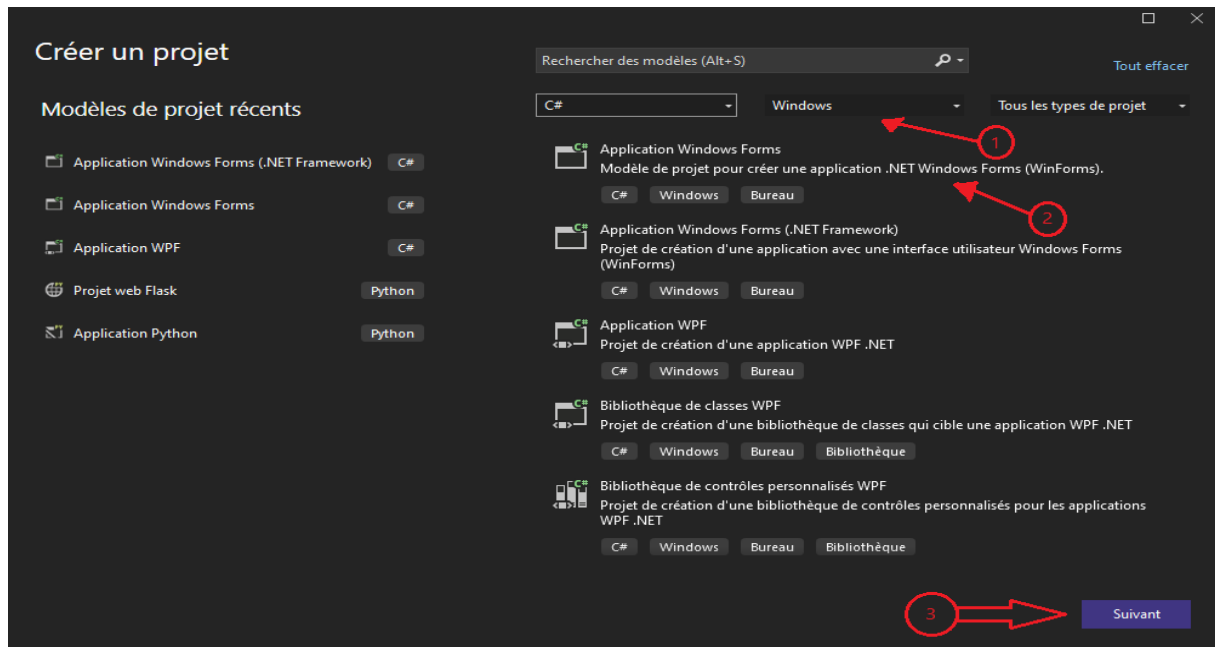 Créer un projet
Modèles de projet récents
Application Windows Forms (.NET Framework) C#
Application Windows Forms C#
Application WPF C#
Projet web Flask Python
Application Python Python
Rechercher des modèles (Alt+S)
Tout effacer
C# Windows Tous les types de projet
1
Application Windows Forms
Modèle de projet pour créer une application .NET Windows Forms (WinForms).
C# Windows Bureau
2
Application Windows Forms (.NET Framework)
Projet de création d'une application avec une interface utilisateur Windows Forms
(WinForms)
C# Windows Bureau
Application WPF
Projet de création d'une application WPF .NET
C# Windows Bureau
Bibliothèque de classes WPF
Projet de création d'une bibliothèque de classes qui cible une application WPF .NET
C# Windows Bureau Bibliothèque
Bibliothèque de contrôles personnalisés WPF
Projet de création d'une bibliothèque de contrôles personnalisés pour les applications
WPF .NET
C# Windows Bureau Bibliothèque
3
Suivant